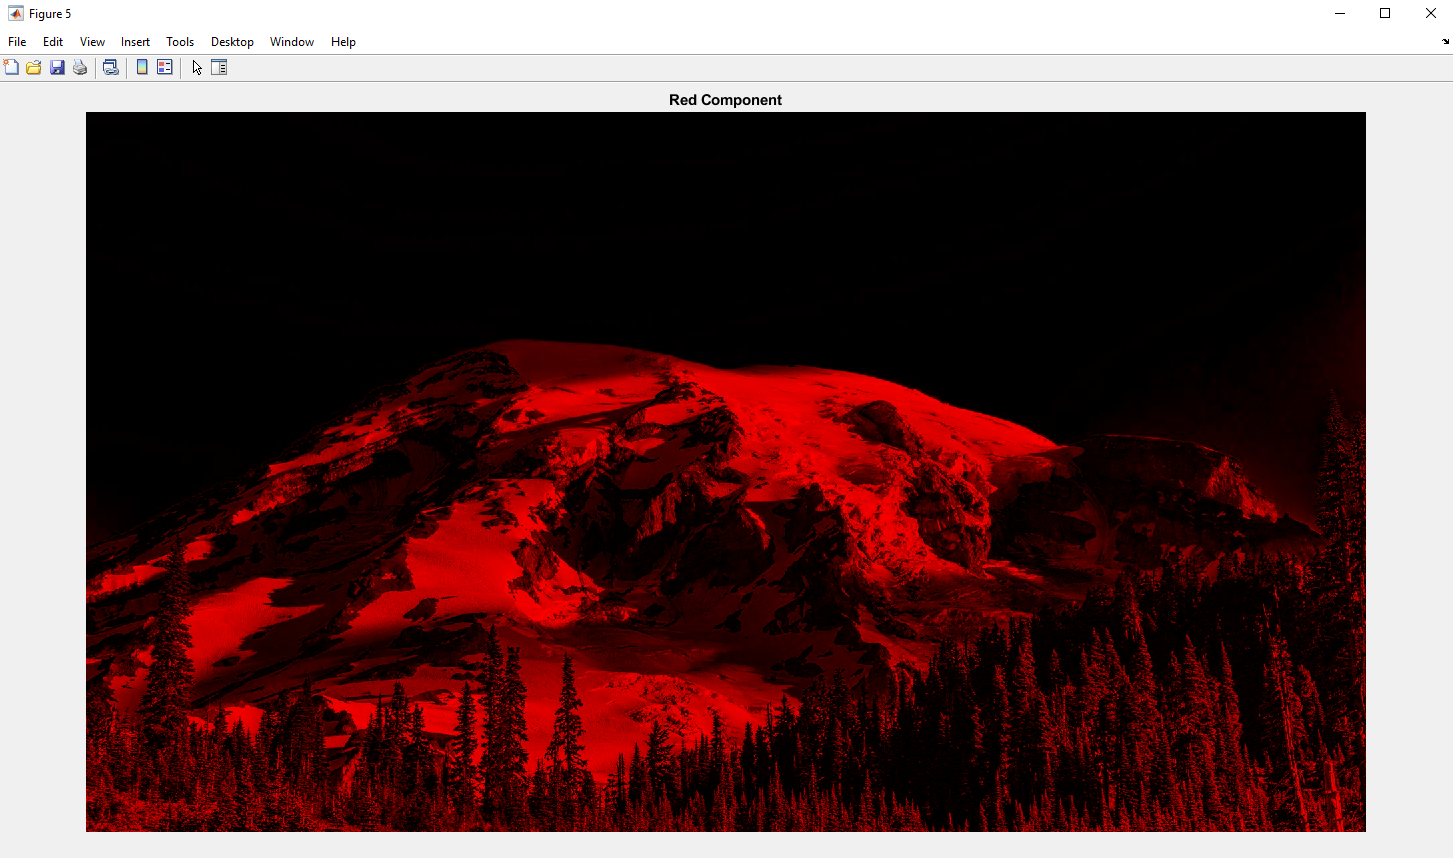 Figure 5
File Edit View Insert Tools Desktop Window Help
Red Component